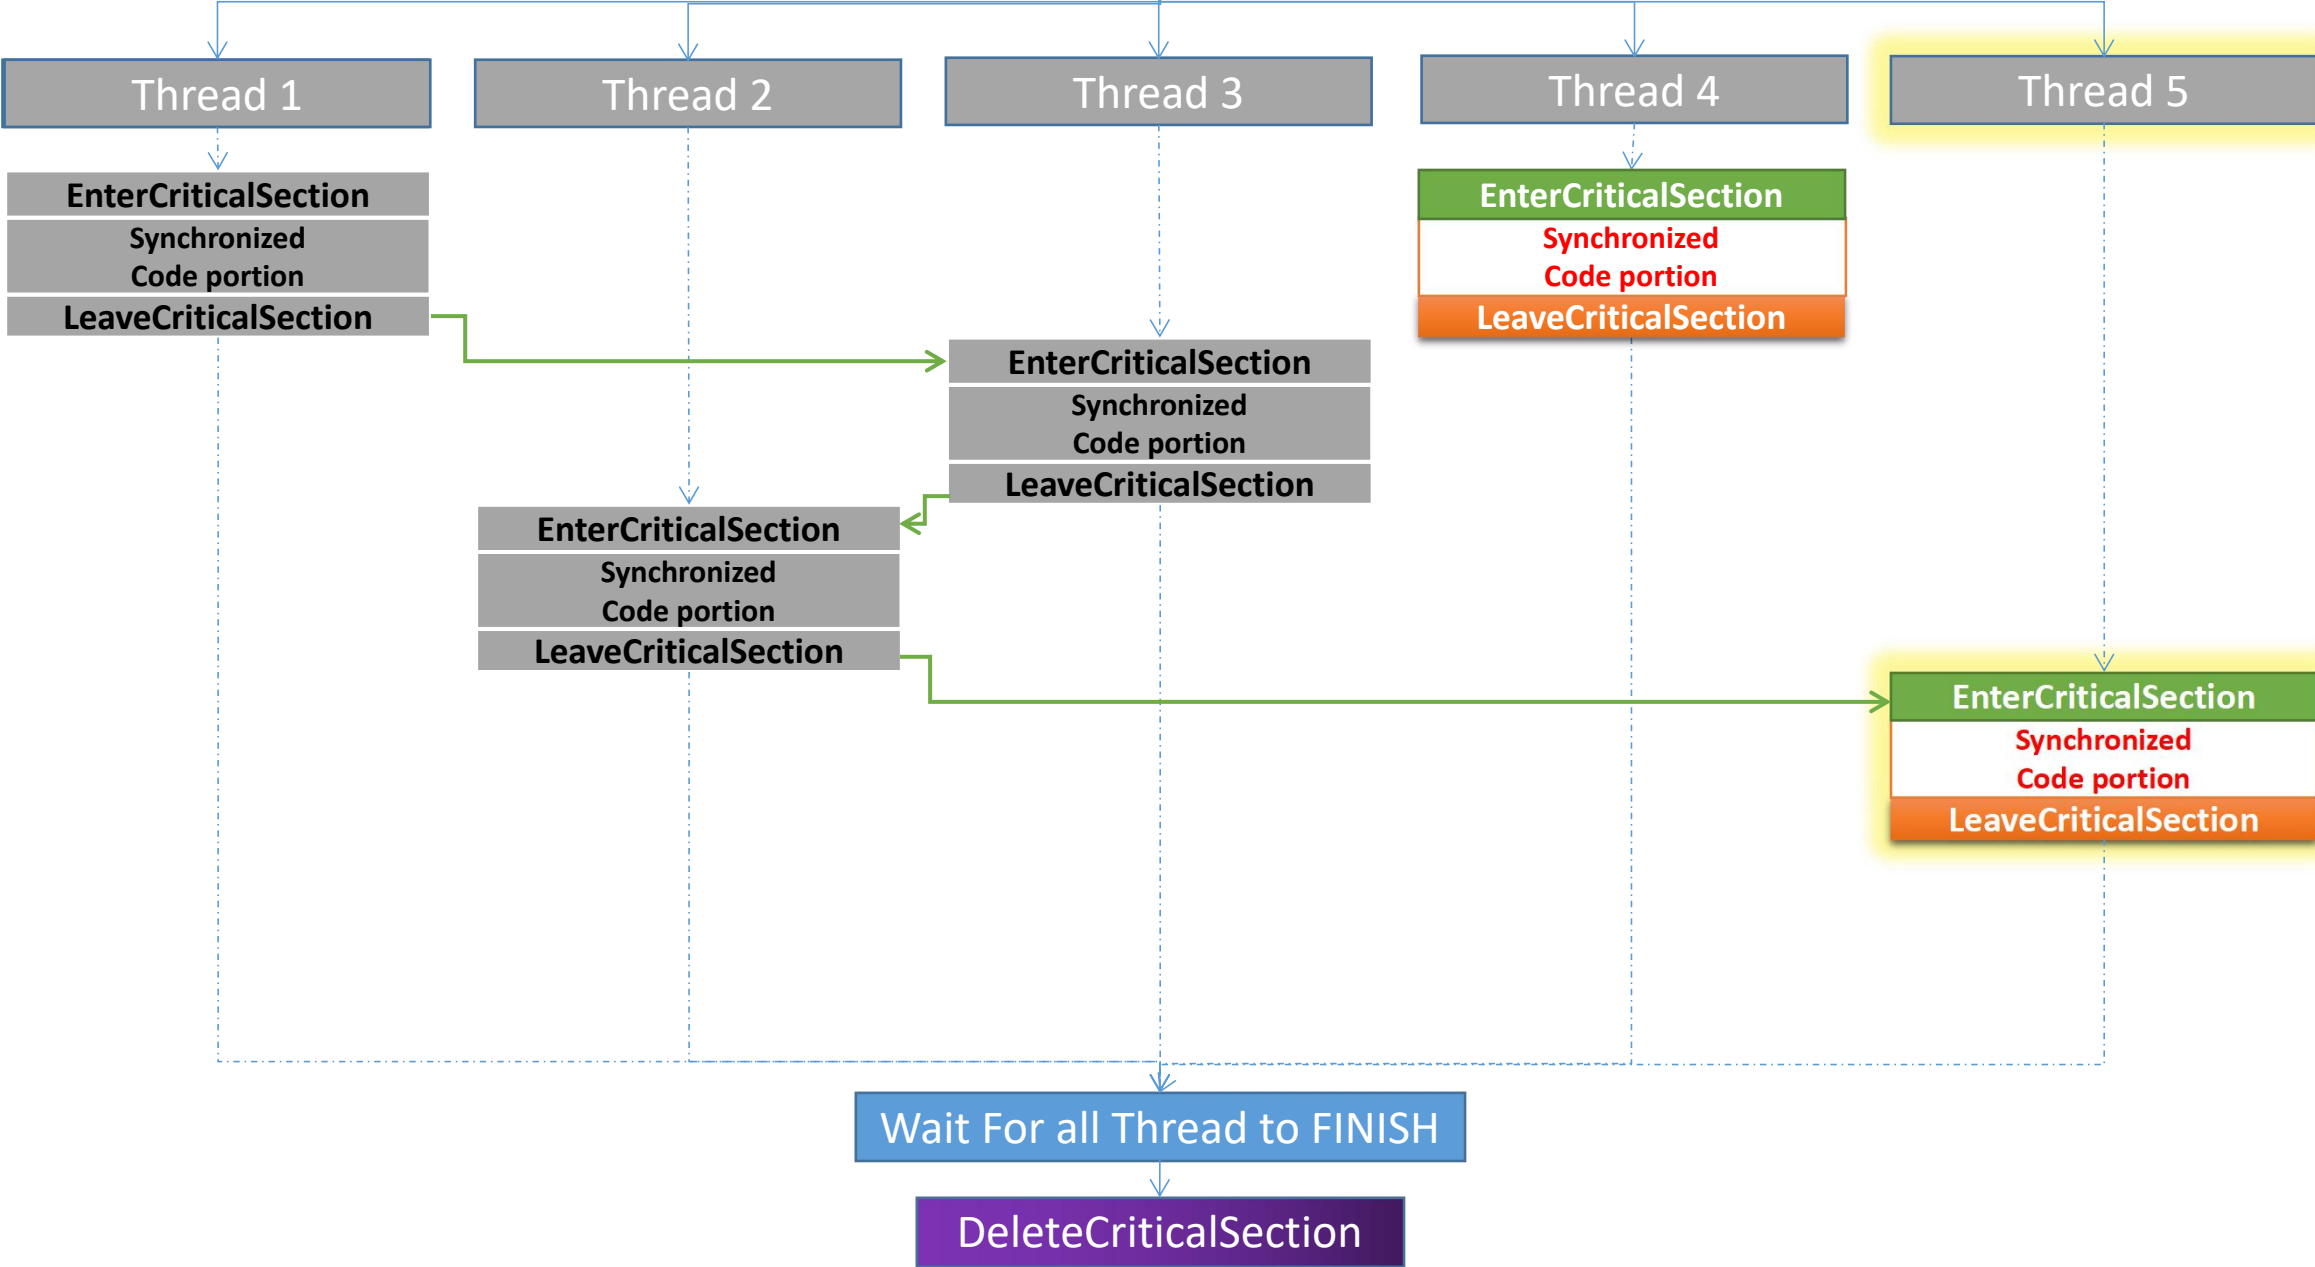 Thread 1
Thread 2
Thread 3
Thread 4
Thread 5
EnterCriticalSection
Synchronized
Code portion
LeaveCriticalSection
EnterCriticalSection
Synchronized
Code portion
LeaveCriticalSection
EnterCriticalSection
Synchronized
Code portion
LeaveCriticalSection
EnterCriticalSection
Synchronized
Code portion
LeaveCriticalSection
EnterCriticalSection
Synchronized
Code portion
LeaveCriticalSection
Wait For all Thread to FINISH
DeleteCriticalSection